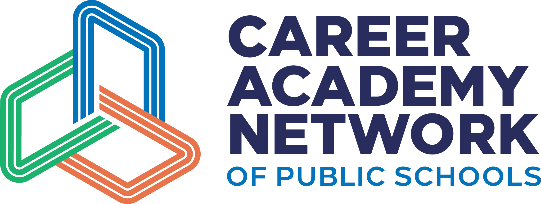 CAREER
ACADEMY
NETWORK
OF PUBLIC SCHOOLS